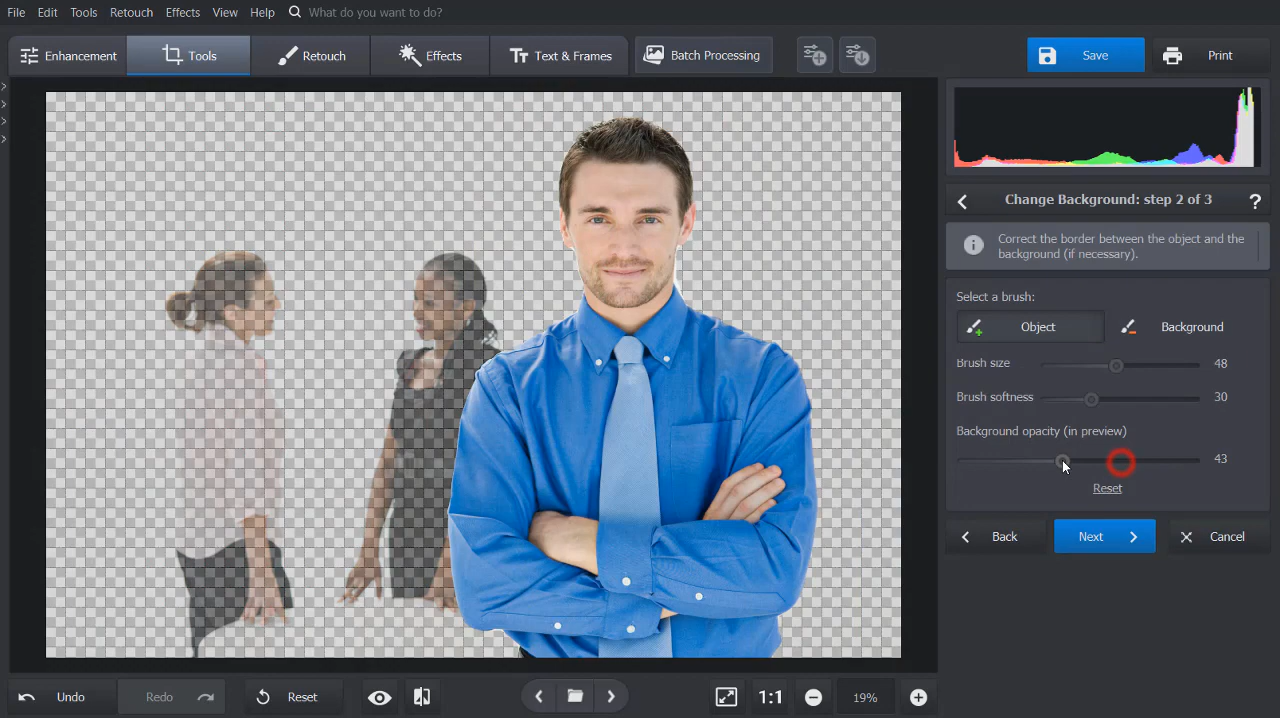 File Edit Tools Retouch Effects View Help What do you want to do?
Enhancement Tools Retouch Effects Text & Frames Batch Processing Save Print
Change Background: step 2 of 3 ?
Correct the border between the object and the
background (if necessary).
Select a brush:
Object Background
Brush size 48
Brush softness 30
Background opacity (in preview)
43
Reset
Back Next Cancel
Undo Redo Reset 1:1 19%